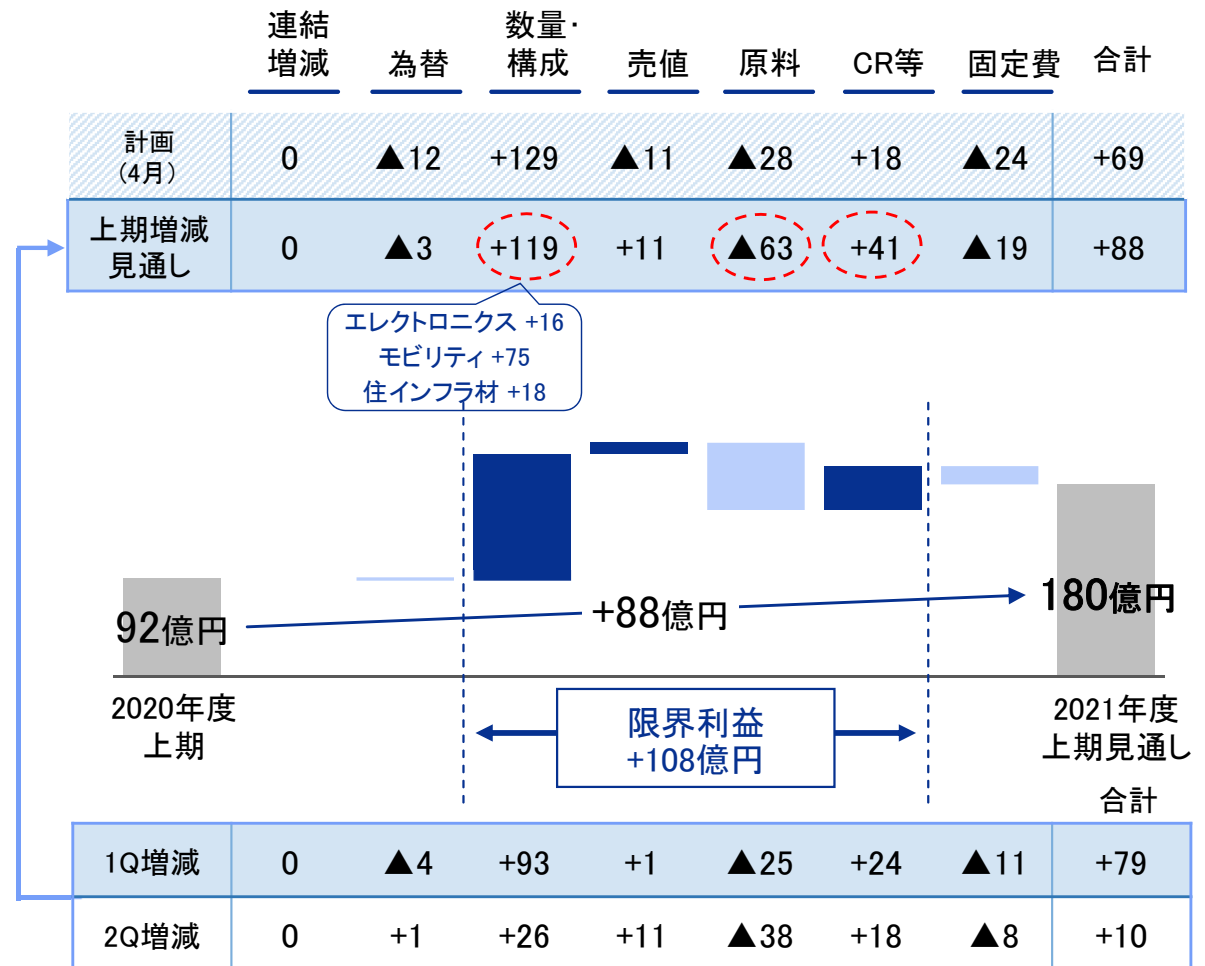 連結
増減
為替
数量・
構成
売値
原料
CR等
固定費
合計
計画
(4月)
0 ▲12 +129 ▲11 ▲28 +18 ▲24 +69
上期増減
見通し
0 ▲3 +119 +11 ▲63 +41 ▲19 +88
エレクトロニクス +16
モビリティ +75
住インフラ材 +18
92億円
+88億円
180億円
2020年度
上期
限界利益
+108億円
2021年度
上期見通し
合計
1Q増減 0 ▲4 +93 +1 ▲25 +24 ▲11 +79
2Q増減 0 +1 +26 +11 ▲38 +18 ▲8 +10